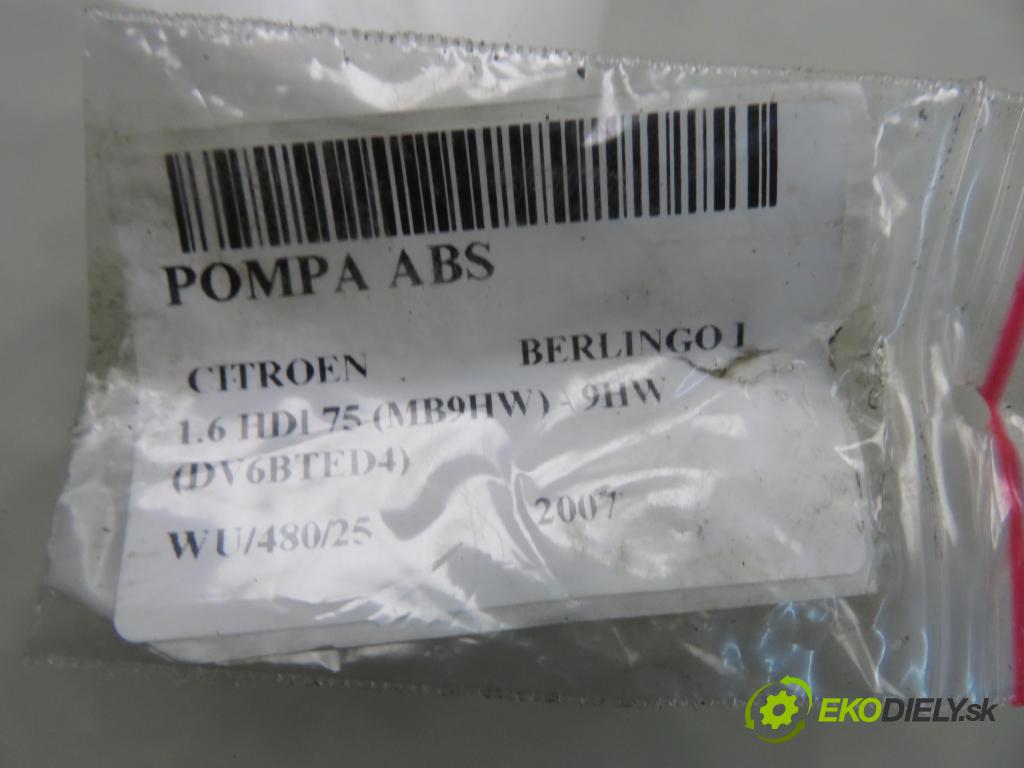 POMPA ABS
CITROEN BERLINGO I
1.6 HDI 75 (MB9HW) - 9HW
(DV6BTED4)
WU/480/25 2007
EKODIELY.sk